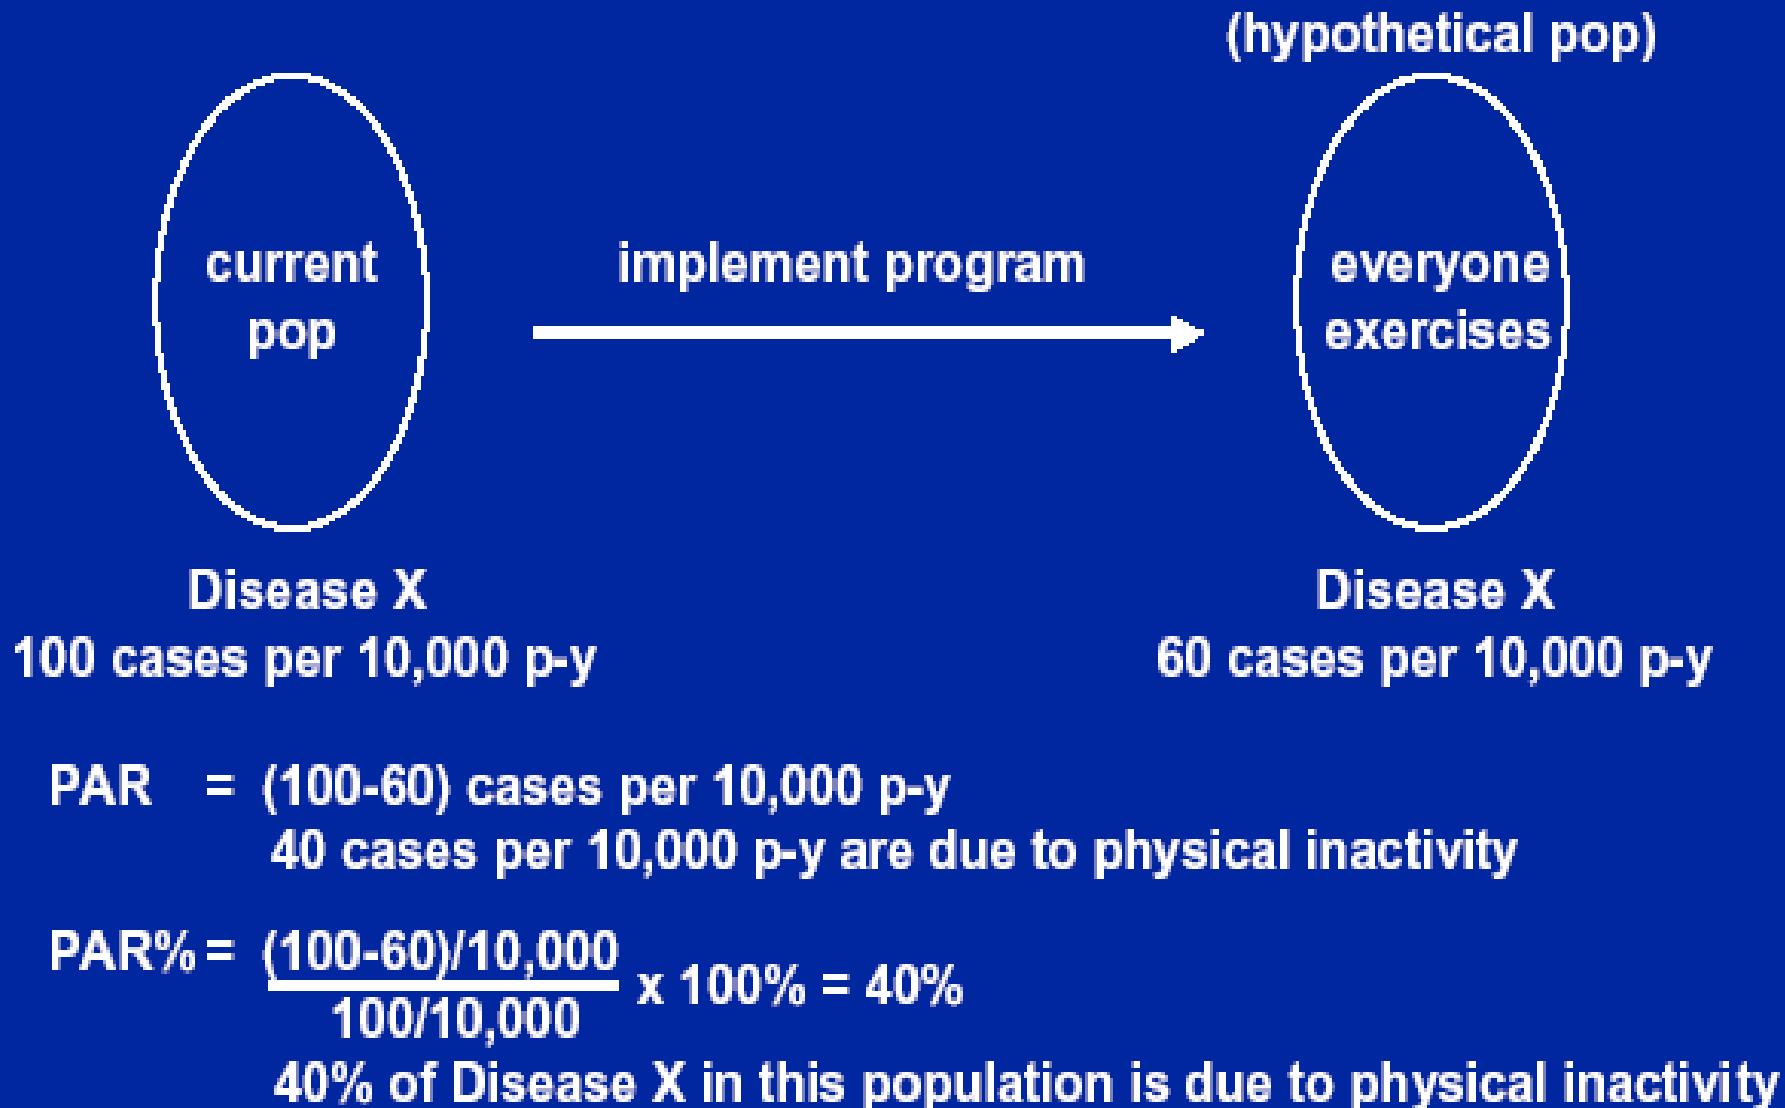 (hypothetical pop)
current
pop
implement program
everyone
exercises
Disease X
100 cases per 10,000 p-y
Disease X
60 cases per 10,000 p-y
PAR = (100-60) cases per 10,000 p-y
40 cases per 10,000 p-y are due to physical inactivity
PAR% = (100-60)/10,000
x 100% = 40%
100/10,000
40% of Disease X in this population is due to physical inactivity